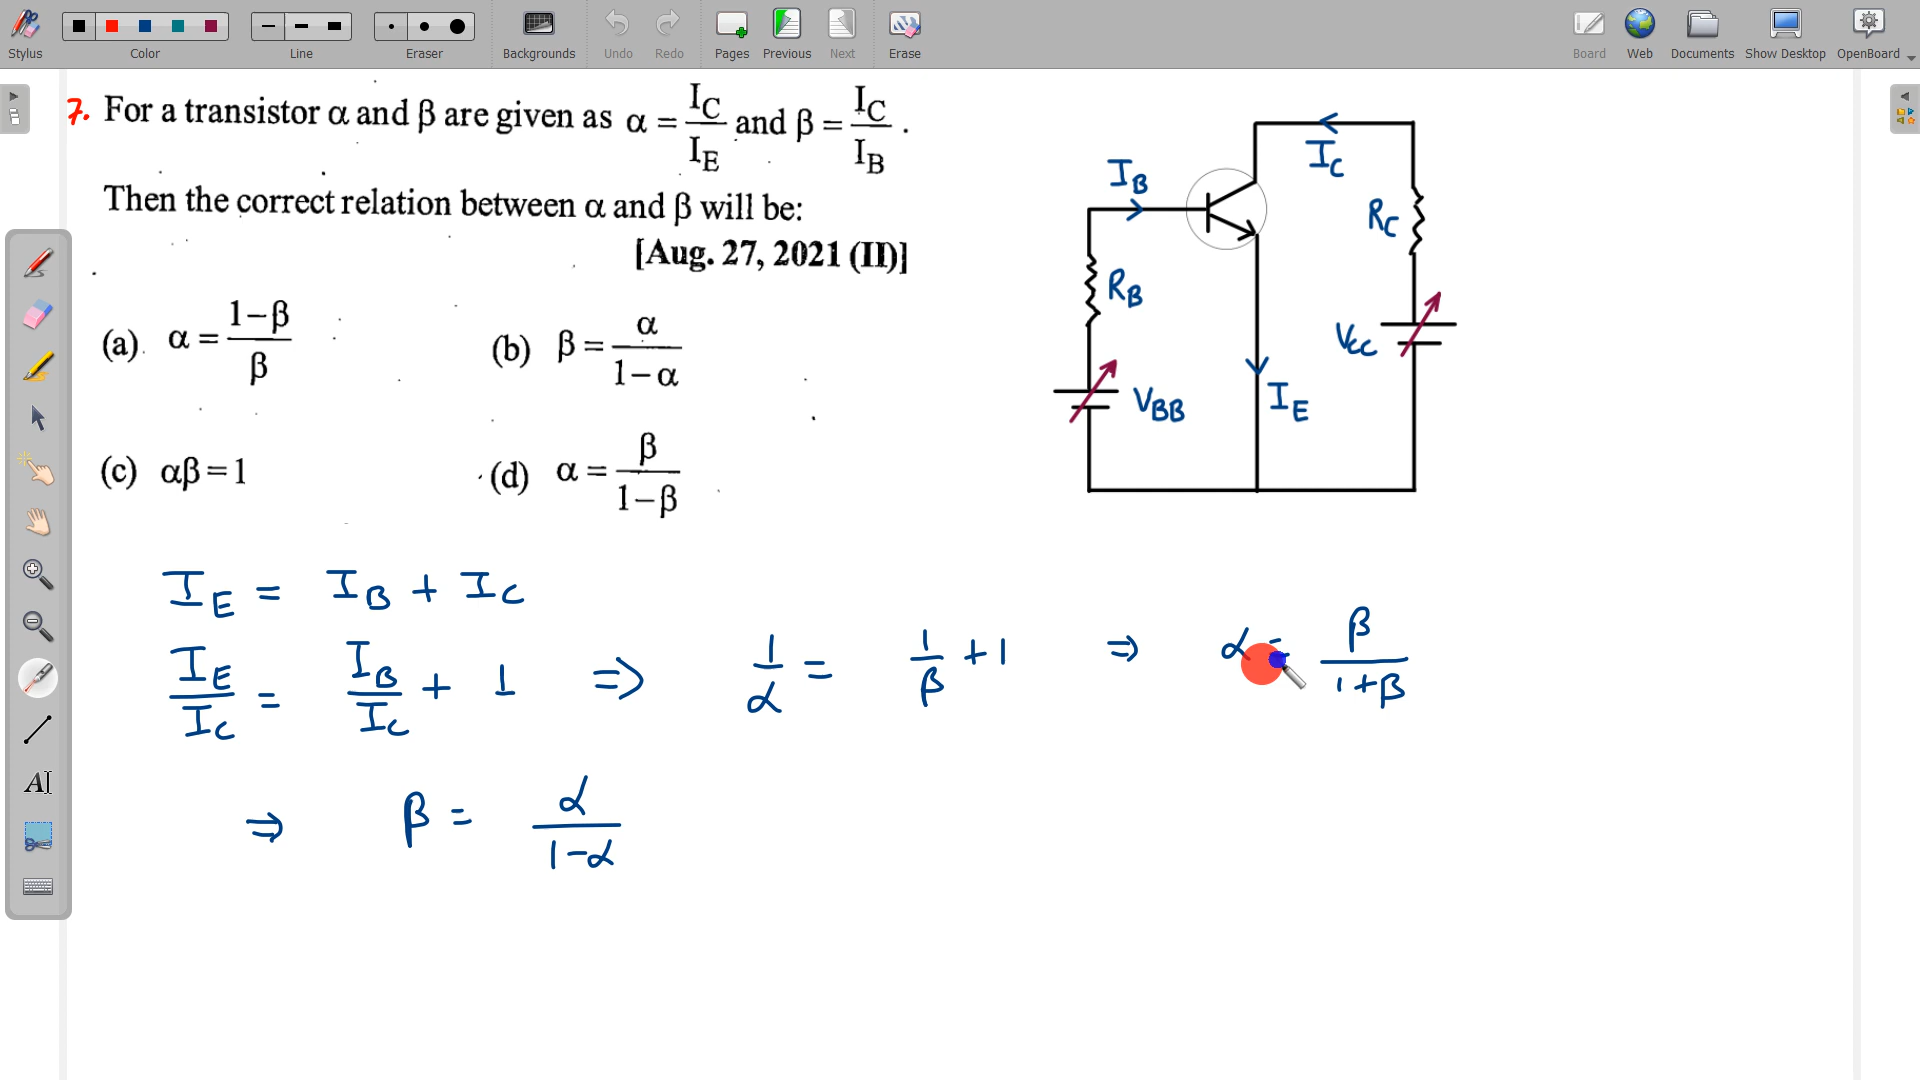 Stylus Color Line Eraser Backgrounds Undo Redo Pages Previous Next Erase Board Web Documents Show Desktop OpenBoard
7. For a transistor α and β are given as α = I_C/I_E and β = I_C/I_B .
Then the correct relation between α and β will be:
[Aug. 27, 2021 (II)]
(a) α = (1−β)/β
(b) β = α/(1−α)
(c) αβ = 1
(d) α = β/(1−β)
I_B
I_C
R_C
R_B
V_CC
V_BB
I_E
I_E = I_B + I_C
I_E/I_C = I_B/I_C + 1 ⇒ 1/α = 1/β + 1 ⇒ α = β/(1+β)
⇒ β = α/(1−α)
AI